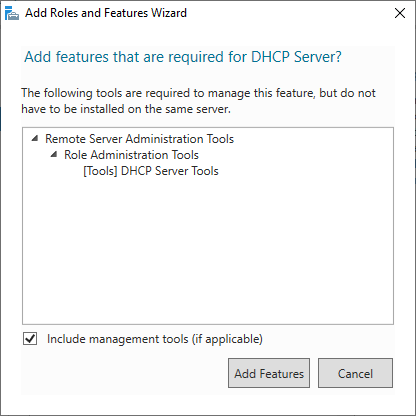 Add Roles and Features Wizard
Add features that are required for DHCP Server?
The following tools are required to manage this feature, but do not
have to be installed on the same server.
Remote Server Administration Tools
Role Administration Tools
[Tools] DHCP Server Tools
Include management tools (if applicable)
Add Features
Cancel